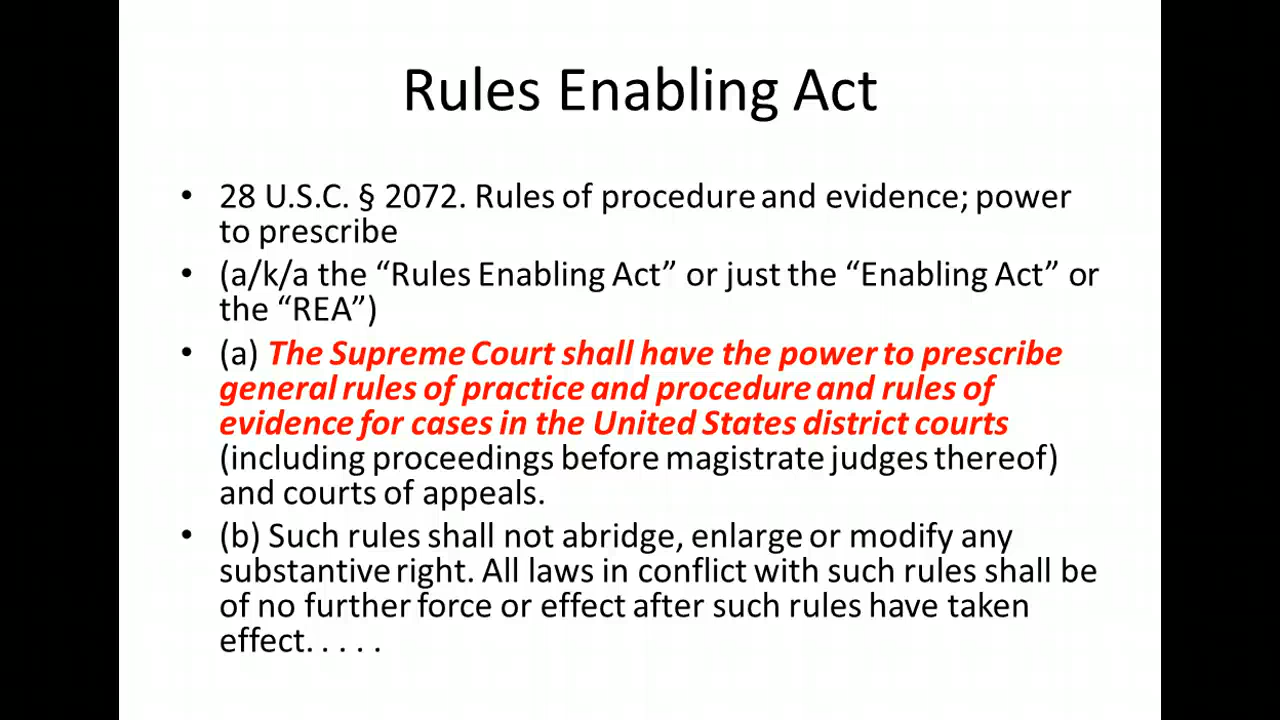 Rules Enabling Act
• 28 U.S.C. § 2072. Rules of procedure and evidence; power
to prescribe
• (a/k/a the “Rules Enabling Act” or just the “Enabling Act” or
the “REA”)
• (a) The Supreme Court shall have the power to prescribe
general rules of practice and procedure and rules of
evidence for cases in the United States district courts
(including proceedings before magistrate judges thereof)
and courts of appeals.
• (b) Such rules shall not abridge, enlarge or modify any
substantive right. All laws in conflict with such rules shall be
of no further force or effect after such rules have taken
effect. . . . .